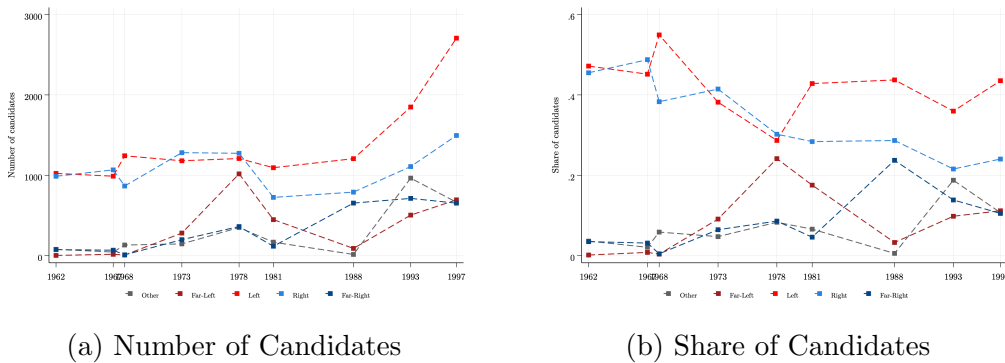 3000
2000
1000
0
Number of candidates
1962
1967
1968
1973
1978
1981
1988
1993
1997
Other
Far-Left
Left
Right
Far-Right
(a) Number of Candidates
.6
.4
.2
0
Share of candidates
1962
1968
1973
1978
1981
1988
1993
199
Other
Far-Left
Left
Right
Far-Right
(b) Share of Candidates